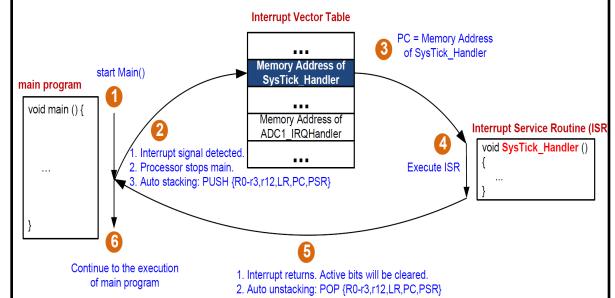 Interrupt Vector Table
...
Memory Address of
SysTick_Handler
...
Memory Address of
ADC1_IRQHandler
...
3
PC = Memory Address
of SysTick_Handler
main program
void main () {
...
}
start Main()
1
2
1. Interrupt signal detected.
2. Processor stops main.
3. Auto stacking: PUSH {R0-r3,r12,LR,PC,PSR}
4
Execute ISR
Interrupt Service Routine (ISR
void SysTick_Handler ()
{
...
}
5
1. Interrupt returns. Active bits will be cleared.
2. Auto unstacking: POP {R0-r3,r12,LR,PC,PSR}
6
Continue to the execution
of main program